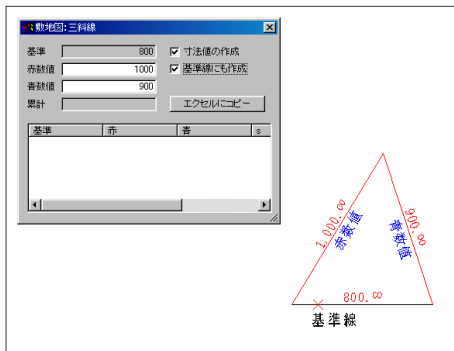 敷地図:三斜線
基準 800 寸法値の作成
赤数値 1000 基準線にも作成
青数値 900
累計 エクセルにコピー
基準 赤 青 s
1,000.00
赤数値
900.00
青数値
800.00
基準線